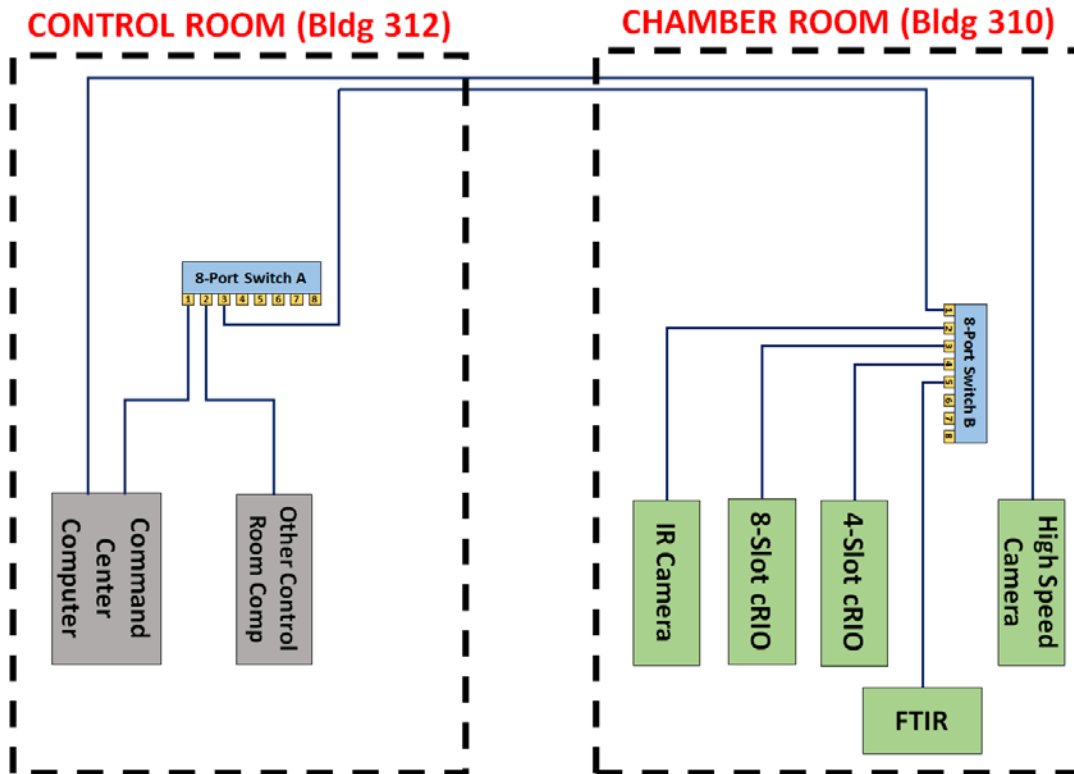 CONTROL ROOM (Bldg 312)
CHAMBER ROOM (Bldg 310)
8-Port Switch A
1 2 3 4 5 6 7 8
8-Port Switch B
1 2 3 4 5 6 7 8
Command
Center
Computer
Other Control
Room Comp
IR Camera
8-Slot cRIO
4-Slot cRIO
High Speed
Camera
FTIR